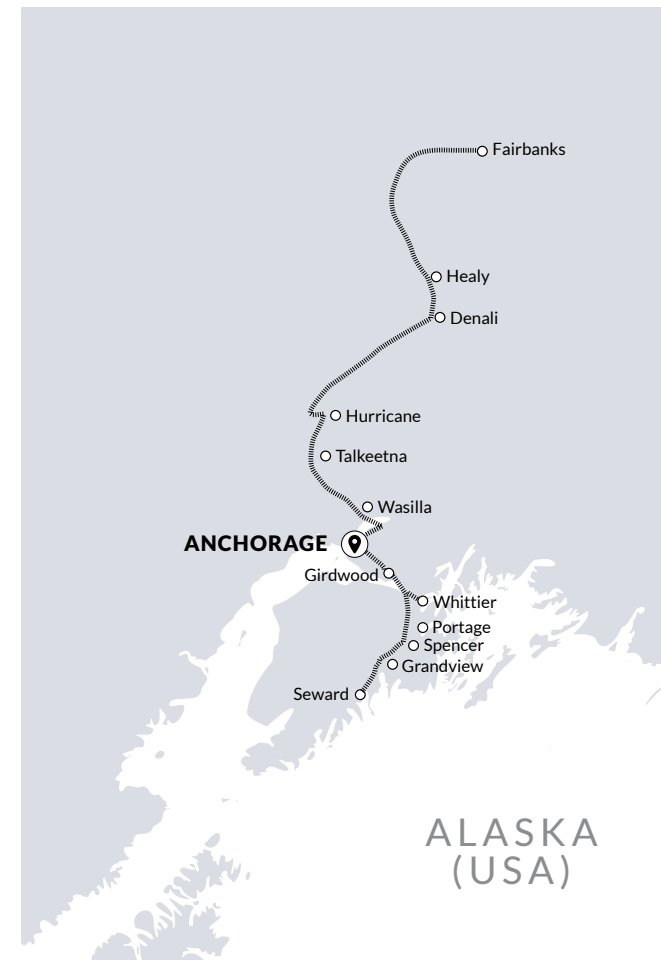 Fairbanks
Healy
Denali
Hurricane
Talkeetna
Wasilla
ANCHORAGE
Girdwood
Whittier
Portage
Spencer
Grandview
Seward
ALASKA
(USA)